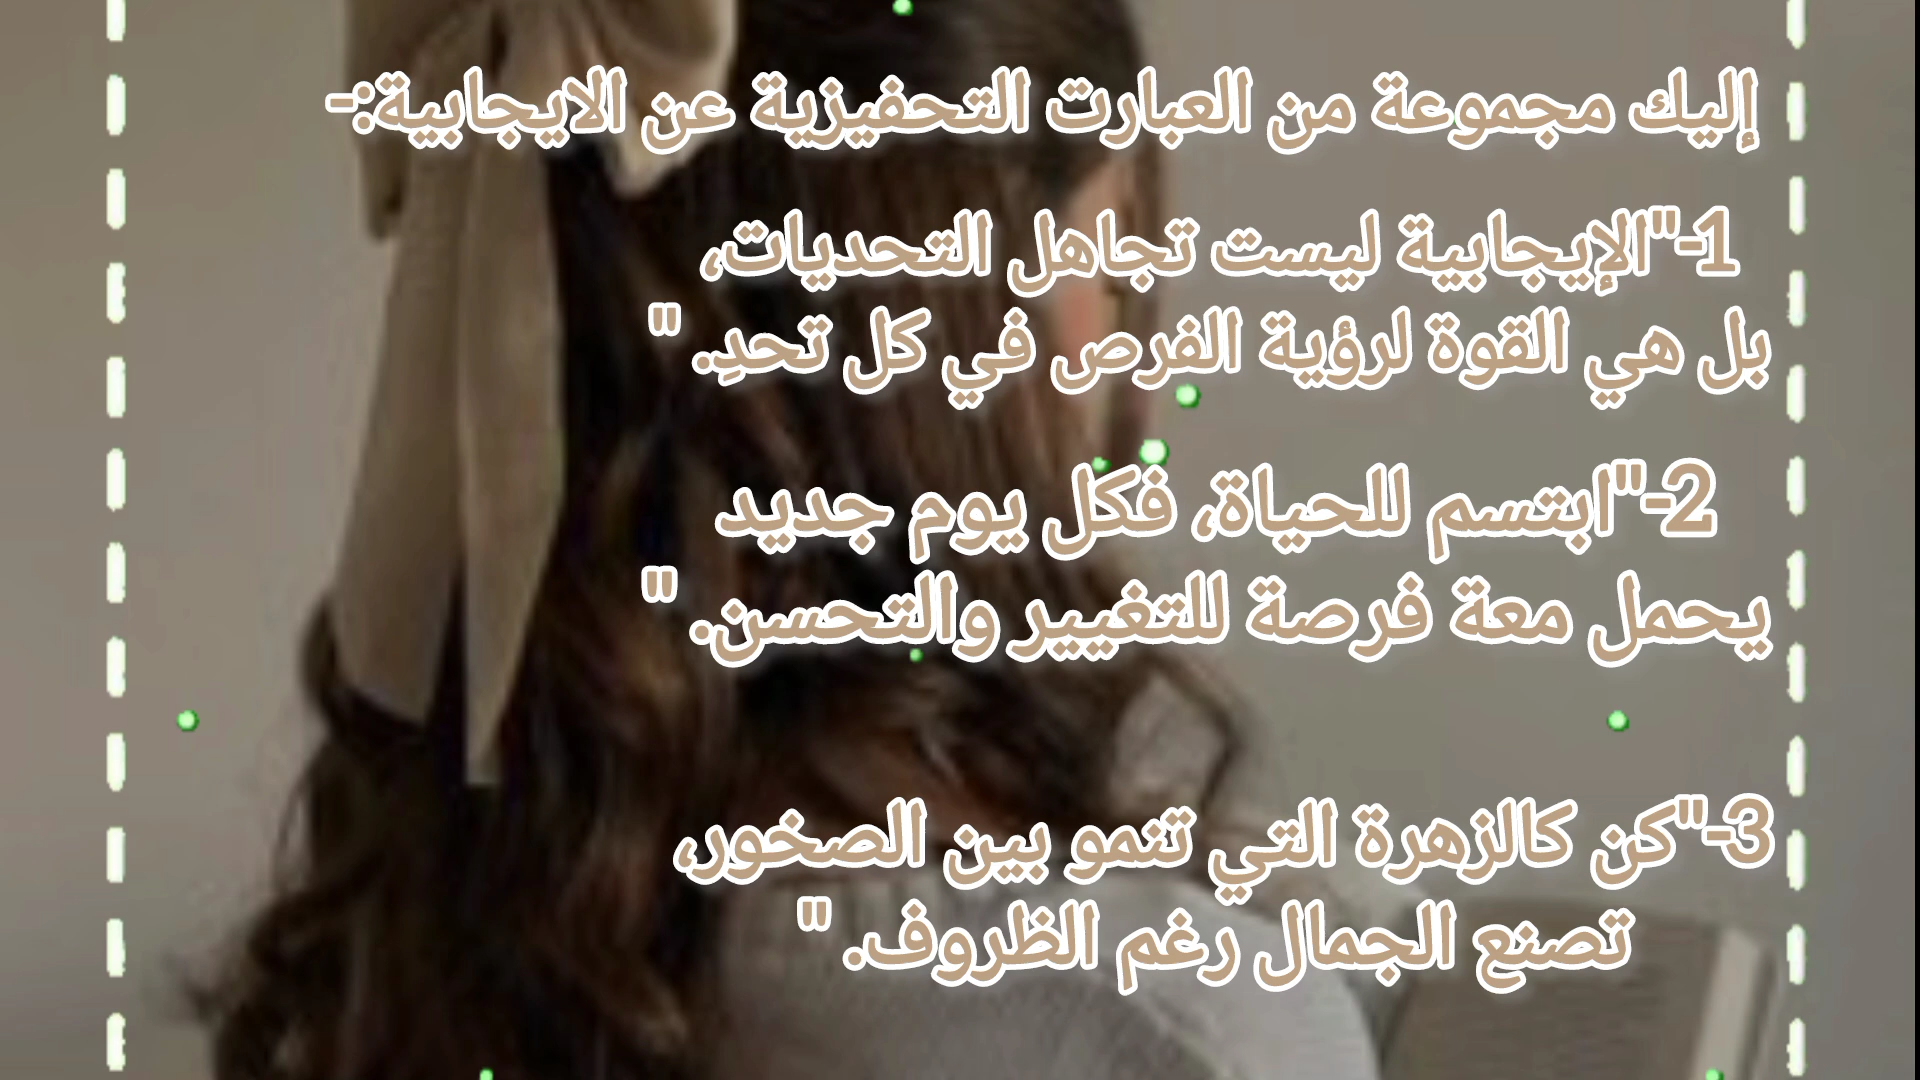 إليك مجموعة من العبارت التحفيزية عن الايجابية:-
1-"الإيجابية ليست تجاهل التحديات،
بل هي القوة لرؤية الفرص في كل تحدِ. "
2-"ابتسم للحياة، فكل يوم جديد
يحمل معة فرصة للتغيير والتحسن. "
3-"كن كالزهرة التي تنمو بين الصخور،
تصنع الجمال رغم الظروف. "